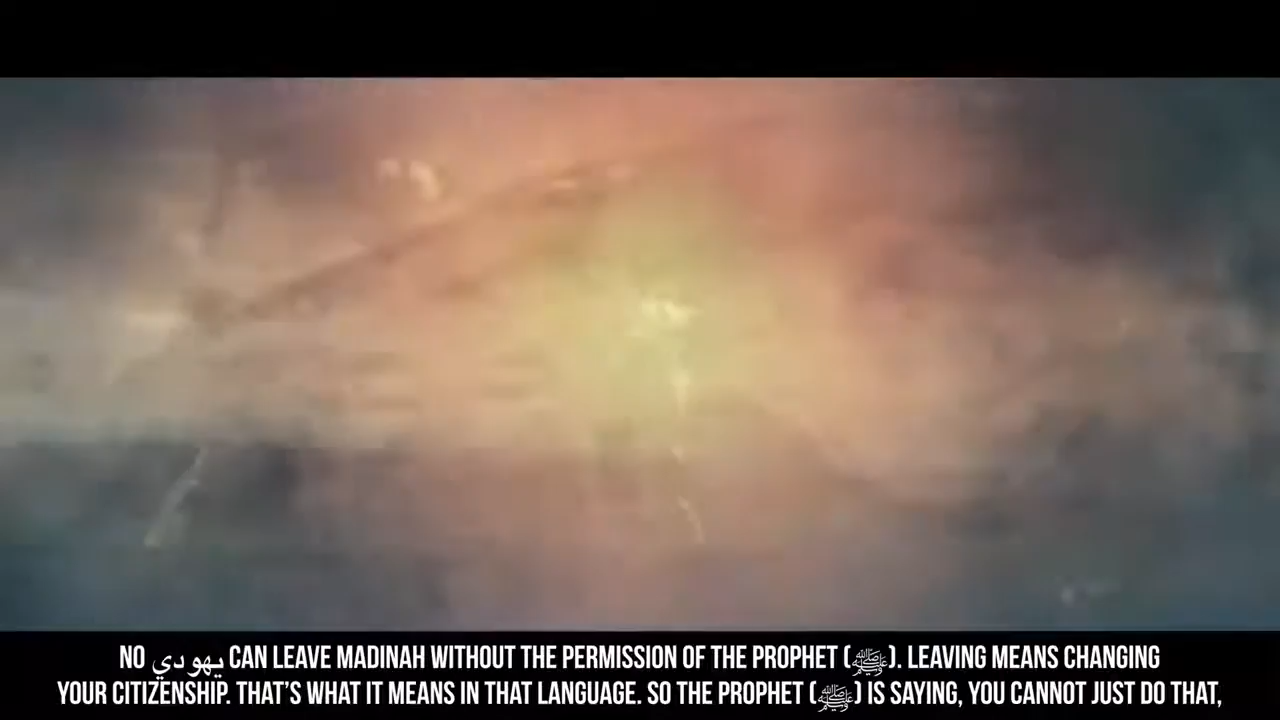 NO يهودي CAN LEAVE MADINAH WITHOUT THE PERMISSION OF THE PROPHET (ﷺ). LEAVING MEANS CHANGING
YOUR CITIZENSHIP. THAT'S WHAT IT MEANS IN THAT LANGUAGE. SO THE PROPHET (ﷺ) IS SAYING, YOU CANNOT JUST DO THAT,